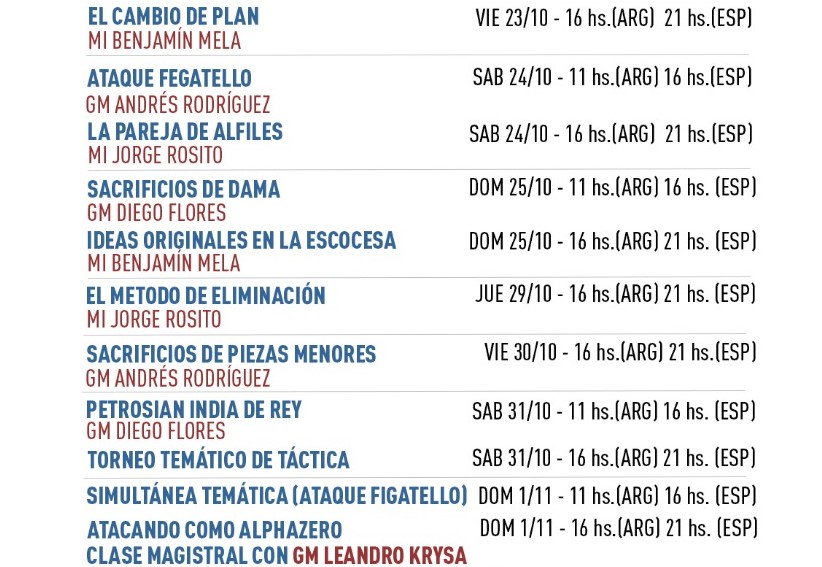 EL CAMBIO DE PLAN VIE 23/10 - 16 hs.(ARG) 21 hs.(ESP)
MI BENJAMÍN MELA
ATAQUE FEGATELLO SAB 24/10 - 11 hs.(ARG) 16 hs.(ESP)
GM ANDRÉS RODRÍGUEZ
LA PAREJA DE ALFILES SAB 24/10 - 16 hs.(ARG) 21 hs.(ESP)
MI JORGE ROSITO
SACRIFICIOS DE DAMA DOM 25/10 - 11 hs.(ARG) 16 hs. (ESP)
GM DIEGO FLORES
IDEAS ORIGINALES EN LA ESCOCESA DOM 25/10 - 16 hs.(ARG) 21 hs. (ESP)
MI BENJAMÍN MELA
EL METODO DE ELIMINACIÓN JUE 29/10 - 16 hs.(ARG) 21 hs. (ESP)
MI JORGE ROSITO
SACRIFICIOS DE PIEZAS MENORES VIE 30/10 - 16 hs.(ARG) 21 hs.(ESP)
GM ANDRÉS RODRÍGUEZ
PETROSIAN INDIA DE REY SAB 31/10 - 11 hs.(ARG) 16 hs. (ESP)
GM DIEGO FLORES
TORNEO TEMÁTICO DE TÁCTICA SAB 31/10 - 16 hs.(ARG) 21 hs. (ESP)
SIMULTÁNEA TEMÁTICA (ATAQUE FIGATELLO) DOM 1/11 - 11 hs.(ARG) 16 hs. (ESP)
ATACANDO COMO ALPHAZERO DOM 1/11 - 16 hs.(ARG) 21 hs. (ESP)
CLASE MAGISTRAL CON GM LEANDRO KRYSA